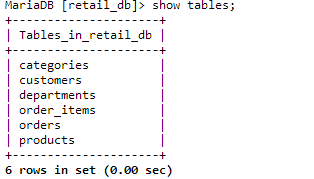 MariaDB [retail_db]> show tables;
+---------------------+
| Tables_in_retail_db |
+---------------------+
| categories          |
| customers           |
| departments         |
| order_items         |
| orders              |
| products            |
+---------------------+
6 rows in set (0.00 sec)